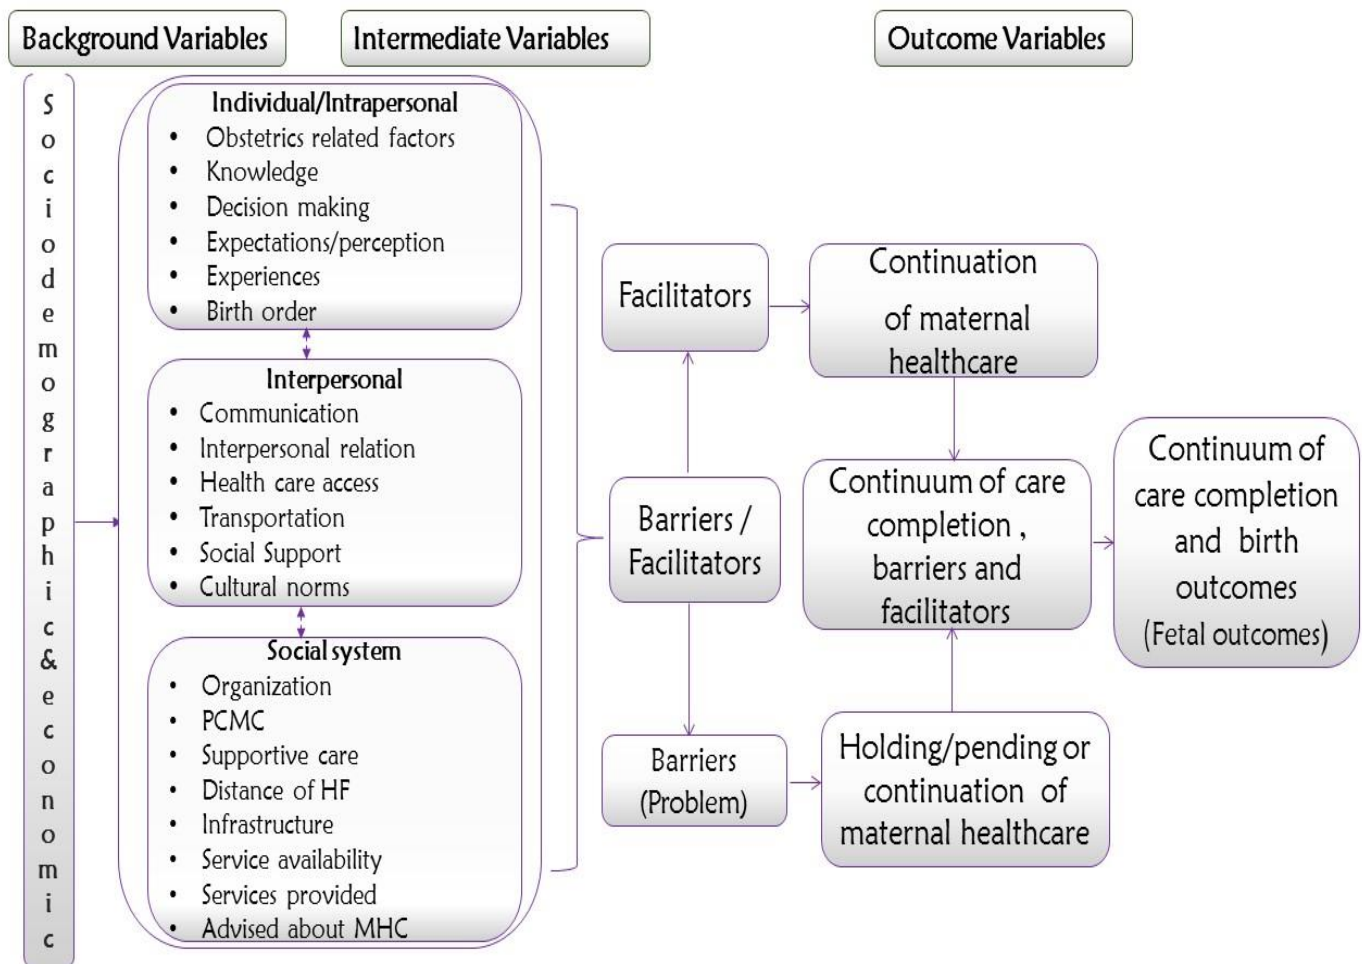 Background Variables
Intermediate Variables
Outcome Variables
Sociodemographic & economic
Individual/Intrapersonal
• Obstetrics related factors
• Knowledge
• Decision making
• Expectations/perception
• Experiences
• Birth order
Interpersonal
• Communication
• Interpersonal relation
• Health care access
• Transportation
• Social Support
• Cultural norms
Social system
• Organization
• PCMC
• Supportive care
• Distance of HF
• Infrastructure
• Service availability
• Services provided
• Advised about MHC
Barriers /
Facilitators
Facilitators
Barriers
(Problem)
Continuation
of maternal
healthcare
Continuum of care
completion ,
barriers and
facilitators
Holding/pending or
continuation of
maternal healthcare
Continuum of
care completion
and birth
outcomes
(Fetal outcomes)